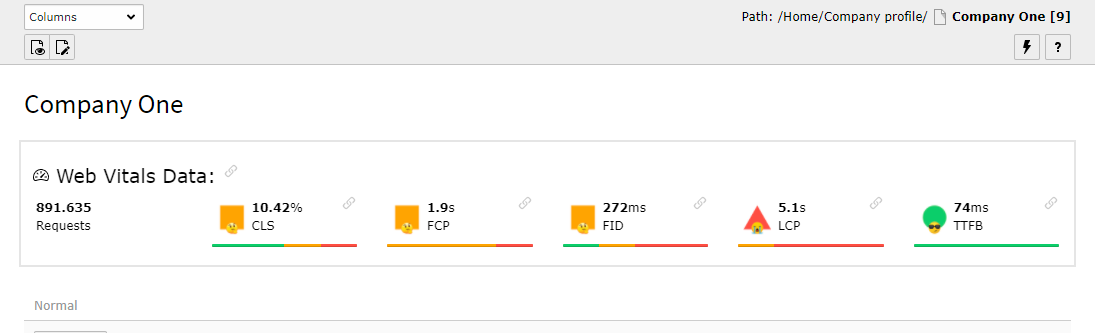 Columns
Path: /Home/Company profile/ Company One [9]
?
Company One
Web Vitals Data:
891.635
Requests
10.42%
CLS
1.9s
FCP
272ms
FID
5.1s
LCP
74ms
TTFB
Normal